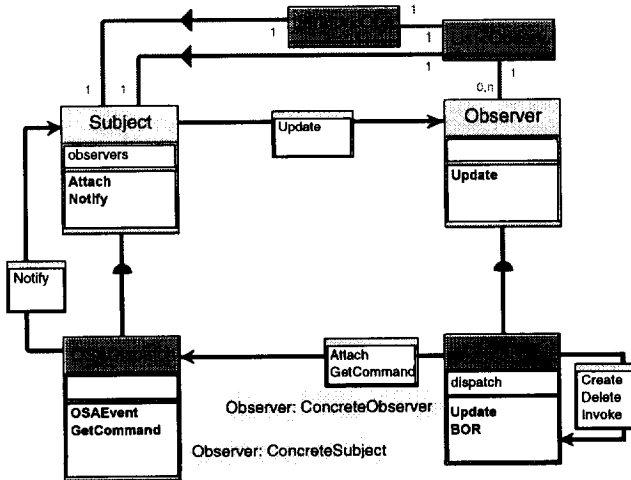 1
1
1
1
1
1
0,n
Subject
observers
Attach
Notify
Update
Observer
Update
Notify
Attach
GetCommand
OSAEvent
GetCommand
dispatch
Update
BOR
Create
Delete
Invoke
Observer: ConcreteObserver
Observer: ConcreteSubject